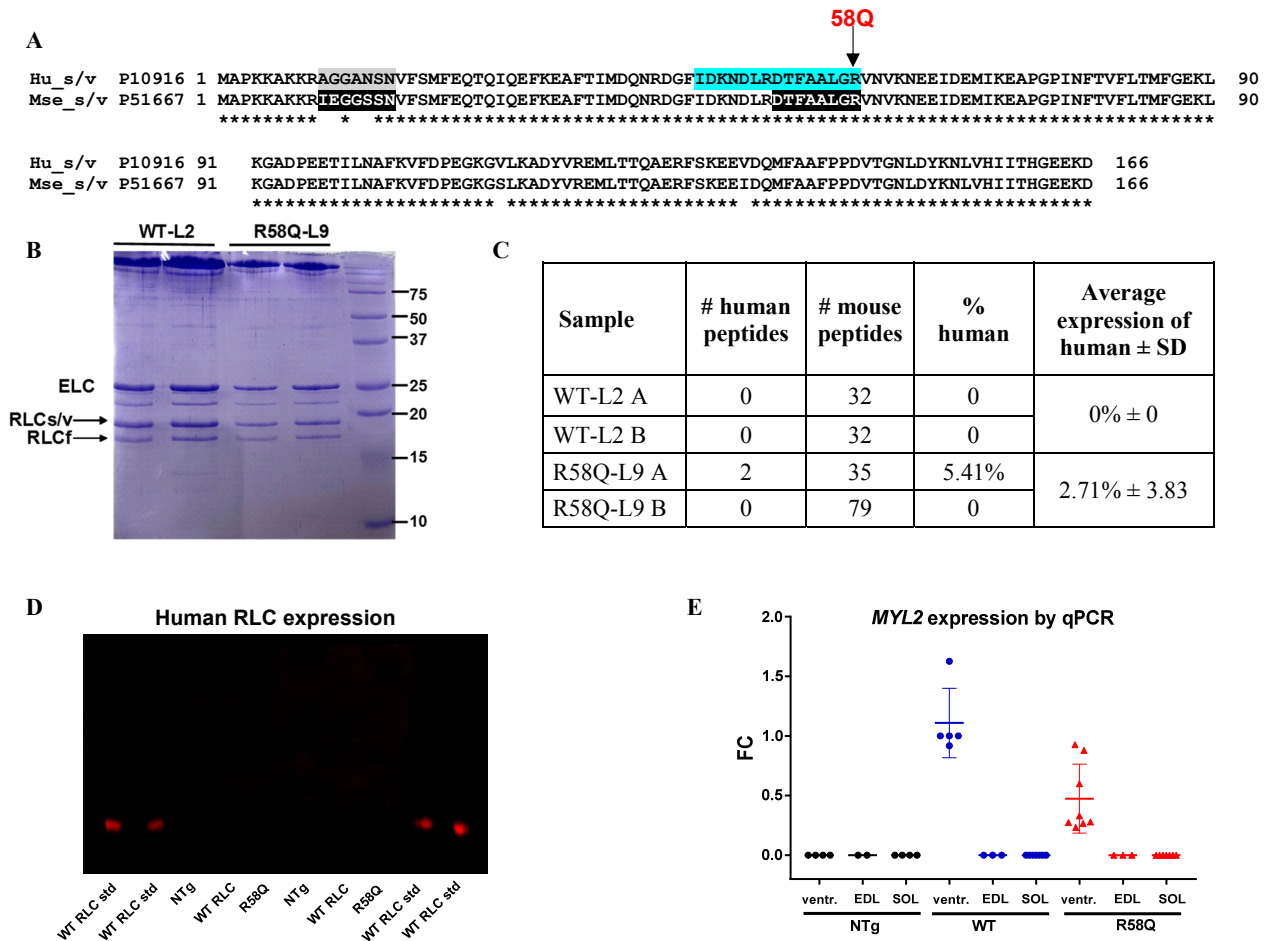 58Q
A
Hu_s/v P10916 1 MAPKKAKKRAGGANSNVFSMFEQTQIQEFKEAFTIMDQNRDGFIDKNDLRDTFAALGRVNVKNEEIDEMIKEAPGPINFTVFLTMFGEKL 90
Mse_s/v P51667 1 MAPKKAKKRIEGGSSNVFSMFEQTQIQEFKEAFTIMDQNRDGFIDKNDLRDTFAALGRVNVKNEEIDEMIKEAPGPINFTVFLTMFGEKL 90
********* * ***************************************************************************
Hu_s/v P10916 91 KGADPEETILNAFKVFDPEGKGVLKADYVREMLTTQAERFSKEEVDQMFAAFPPDVTGNLDYKNLVHIITHGEEKD 166
Mse_s/v P51667 91 KGADPEETILNAFKVFDPEGKGSLKADYVREMLTTQAERFSKEEIDQMFAAFPPDVTGNLDYKNLVHIITHGEEKD 166
********************** ********************* *******************************
B
WT-L2 R58Q-L9
75
50
37
ELC
25
20
RLCs/v
RLCf
15
10
C
Sample # human peptides # mouse peptides % human Average expression of human ± SD
WT-L2 A 0 32 0 0% ± 0
WT-L2 B 0 32 0
R58Q-L9 A 2 35 5.41% 2.71% ± 3.83
R58Q-L9 B 0 79 0
D
Human RLC expression
WT RLC std WT RLC std NTg WT RLC R58Q NTg WT RLC R58Q WT RLC std WT RLC std
E
MYL2 expression by qPCR
FC
2.0
1.5
1.0
0.5
0.0
ventr. EDL SOL ventr. EDL SOL ventr. EDL SOL
NTg WT R58Q